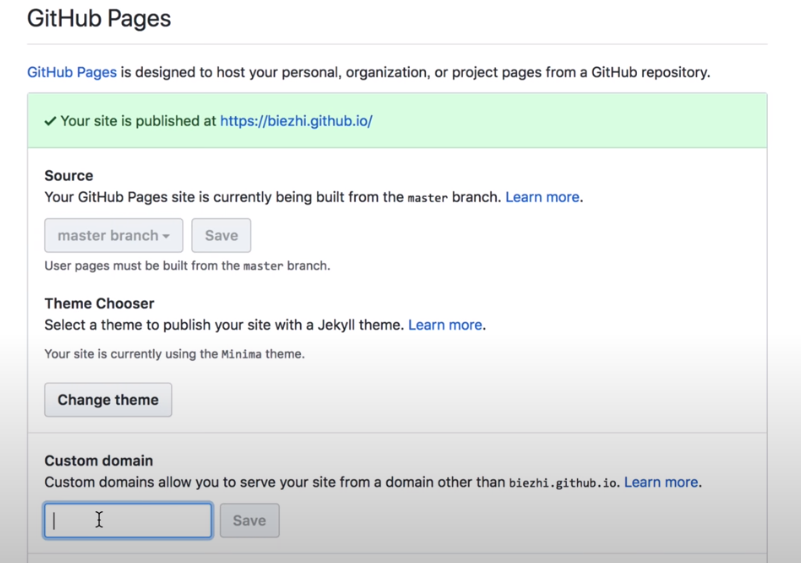 GitHub Pages
GitHub Pages is designed to host your personal, organization, or project pages from a GitHub repository.
✓ Your site is published at https://biezhi.github.io/
Source
Your GitHub Pages site is currently being built from the master branch. Learn more.
master branch Save
User pages must be built from the master branch.
Theme Chooser
Select a theme to publish your site with a Jekyll theme. Learn more.
Your site is currently using the Minima theme.
Change theme
Custom domain
Custom domains allow you to serve your site from a domain other than biezhi.github.io. Learn more.
Save